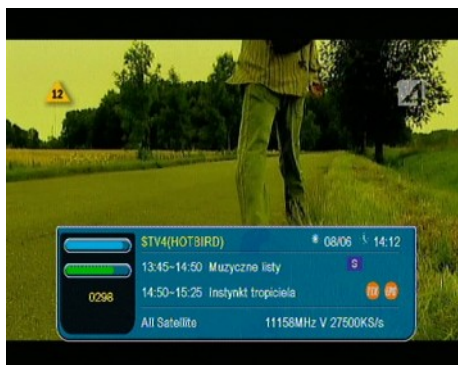 12
4
$TV4(HOTBIRD) 08/06 14:12
13:45~14:50 Muzyczne listy S
0298 14:50~15:25 Instynkt tropiciela TXT EPG
All Satellite 11158MHz V 27500KS/s